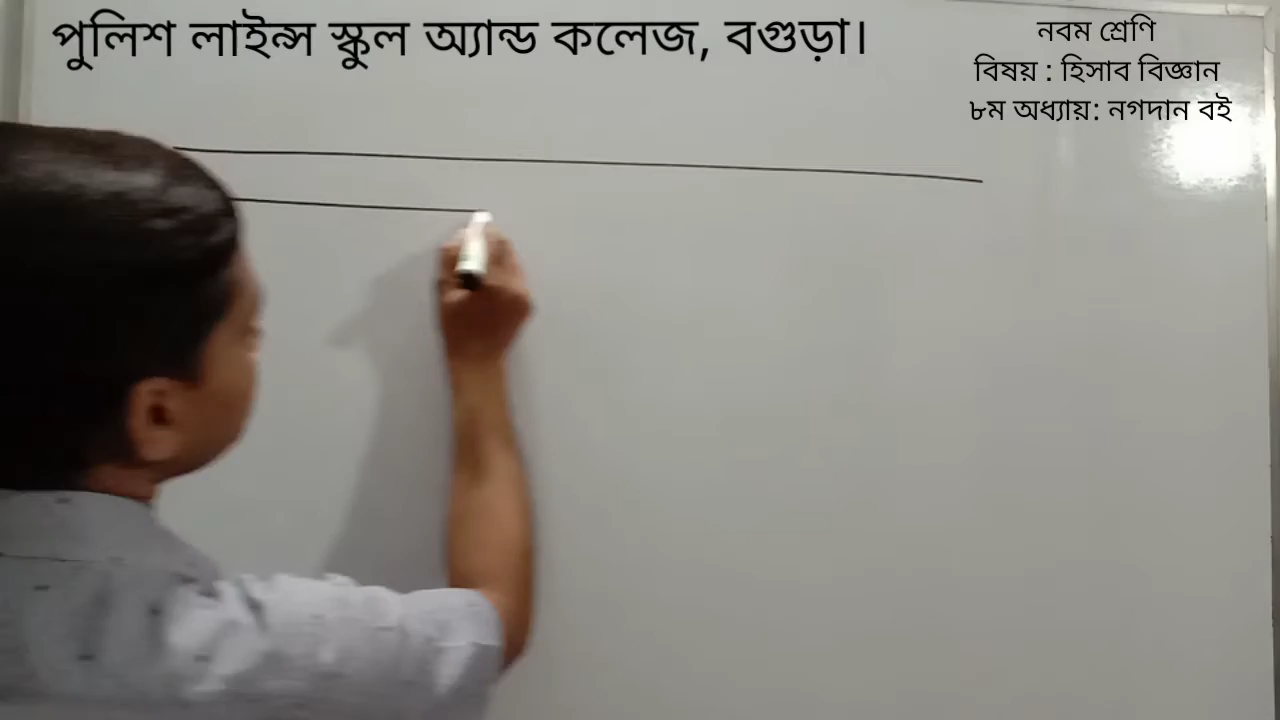 পুলিশ লাইন্স স্কুল অ্যান্ড কলেজ, বগুড়া।
নবম শ্রেণি
বিষয় : হিসাব বিজ্ঞান
৮ম অধ্যায়: নগদান বই